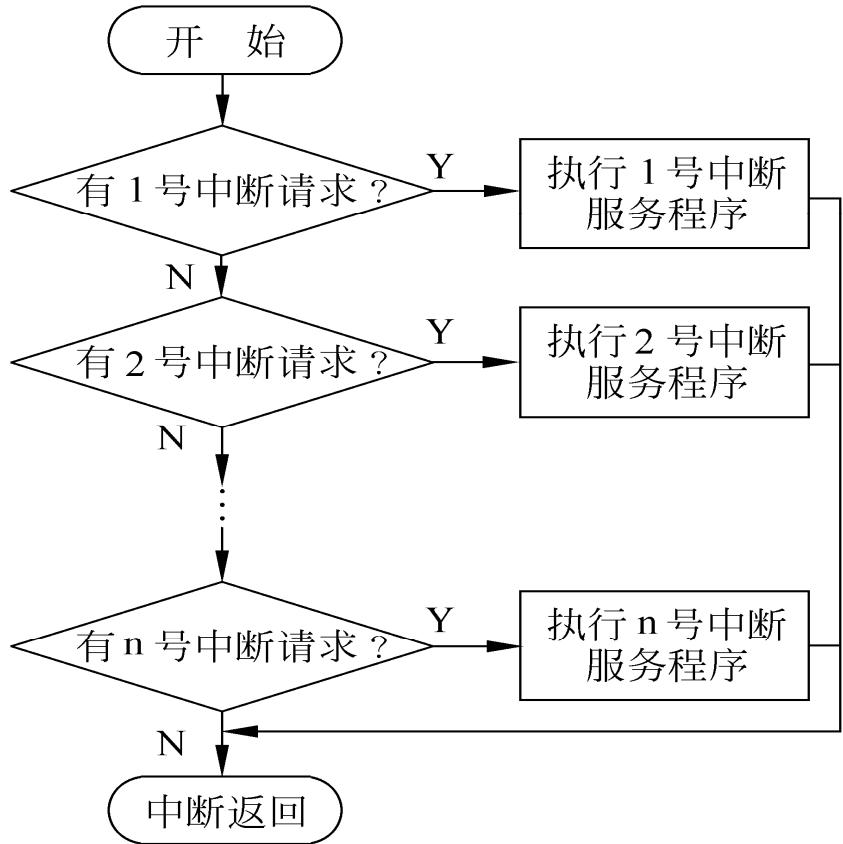 开 始
有1号中断请求?
Y
执行1号中断
服务程序
N
有2号中断请求?
Y
执行2号中断
服务程序
N
⋮
有n号中断请求?
Y
执行n号中断
服务程序
N
中断返回